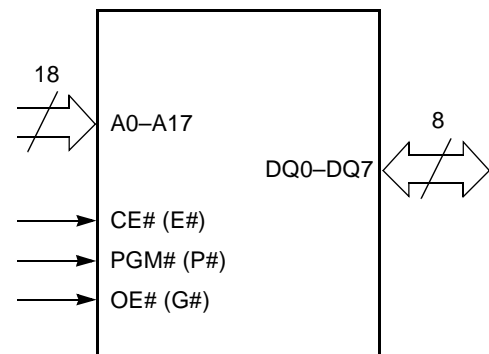 18
A0–A17
8
DQ0–DQ7
CE# (E#)
PGM# (P#)
OE# (G#)